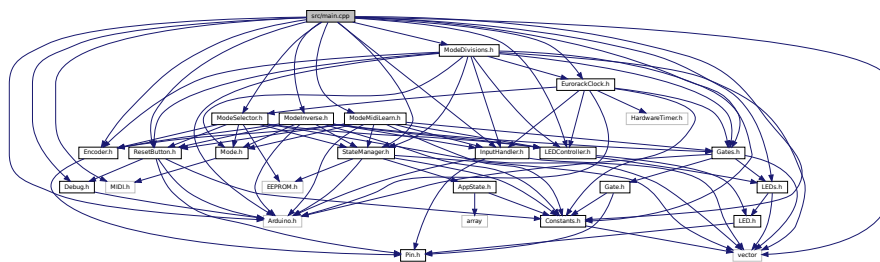 src/main.cpp
ModeDivisions.h
EurorackClock.h
ModeSelector.h
ModeInverse.h
ModeMidiLearn.h
HardwareTimer.h
Encoder.h
ResetButton.h
Mode.h
StateManager.h
InputHandler.h
LEDController.h
Gates.h
Debug.h
MIDI.h
EEPROM.h
AppState.h
Gate.h
LEDs.h
Arduino.h
array
Constants.h
LED.h
Pin.h
vector